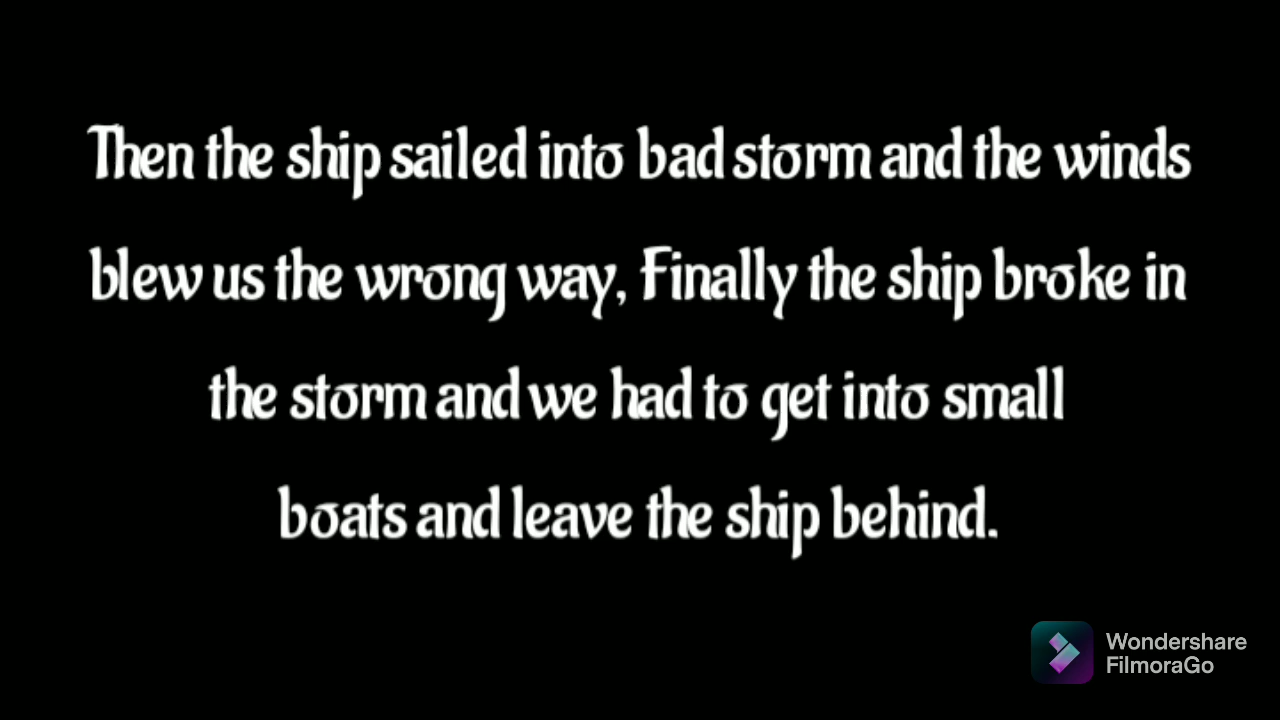 Then the ship sailed into bad storm and the winds
blew us the wrong way, Finally the ship broke in
the storm and we had to get into small
boats and leave the ship behind.
Wondershare
FilmoraGo